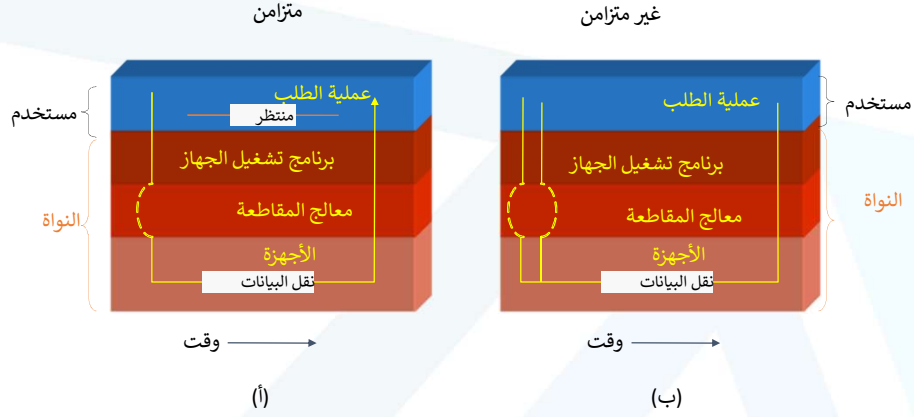 متزامن
غير متزامن
مستخدم
النواة
عملية الطلب
منتظر
برنامج تشغيل الجهاز
معالج المقاطعة
الأجهزة
نقل البيانات
وقت
(أ)
عملية الطلب
برنامج تشغيل الجهاز
معالج المقاطعة
الأجهزة
نقل البيانات
مستخدم
النواة
وقت
(ب)